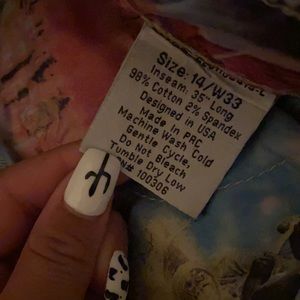 Size: 14/W33
Inseam: 35" Long
98% Cotton 2% Spandex
Designed in USA
Made in PRC
Machine Wash Cold
Gentle Cycle,
Do Not Bleach
Tumble Dry Low
RN# 100306